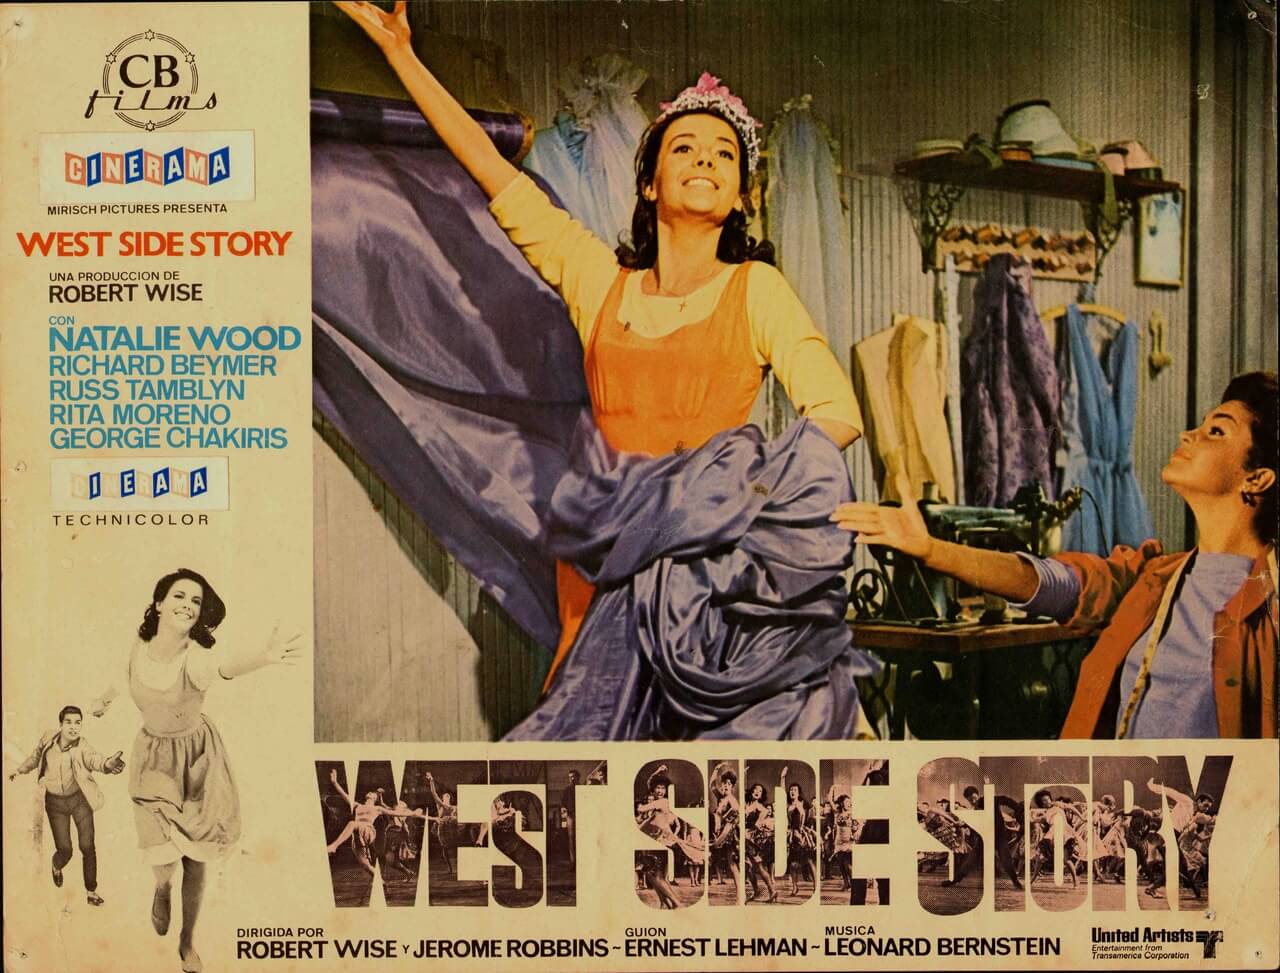 CB
films
CINERAMA
MIRISCH PICTURES PRESENTA
WEST SIDE STORY
UNA PRODUCCION DE
ROBERT WISE
CON
NATALIE WOOD
RICHARD BEYMER
RUSS TAMBLYN
RITA MORENO
GEORGE CHAKIRIS
CINERAMA
TECHNICOLOR
WEST SIDE STORY
DIRIGIDA POR
ROBERT WISE Y JEROME ROBBINS ~
GUION
ERNEST LEHMAN ~
MUSICA
LEONARD BERNSTEIN
United Artists
Entertainment from
Transamerica Corporation